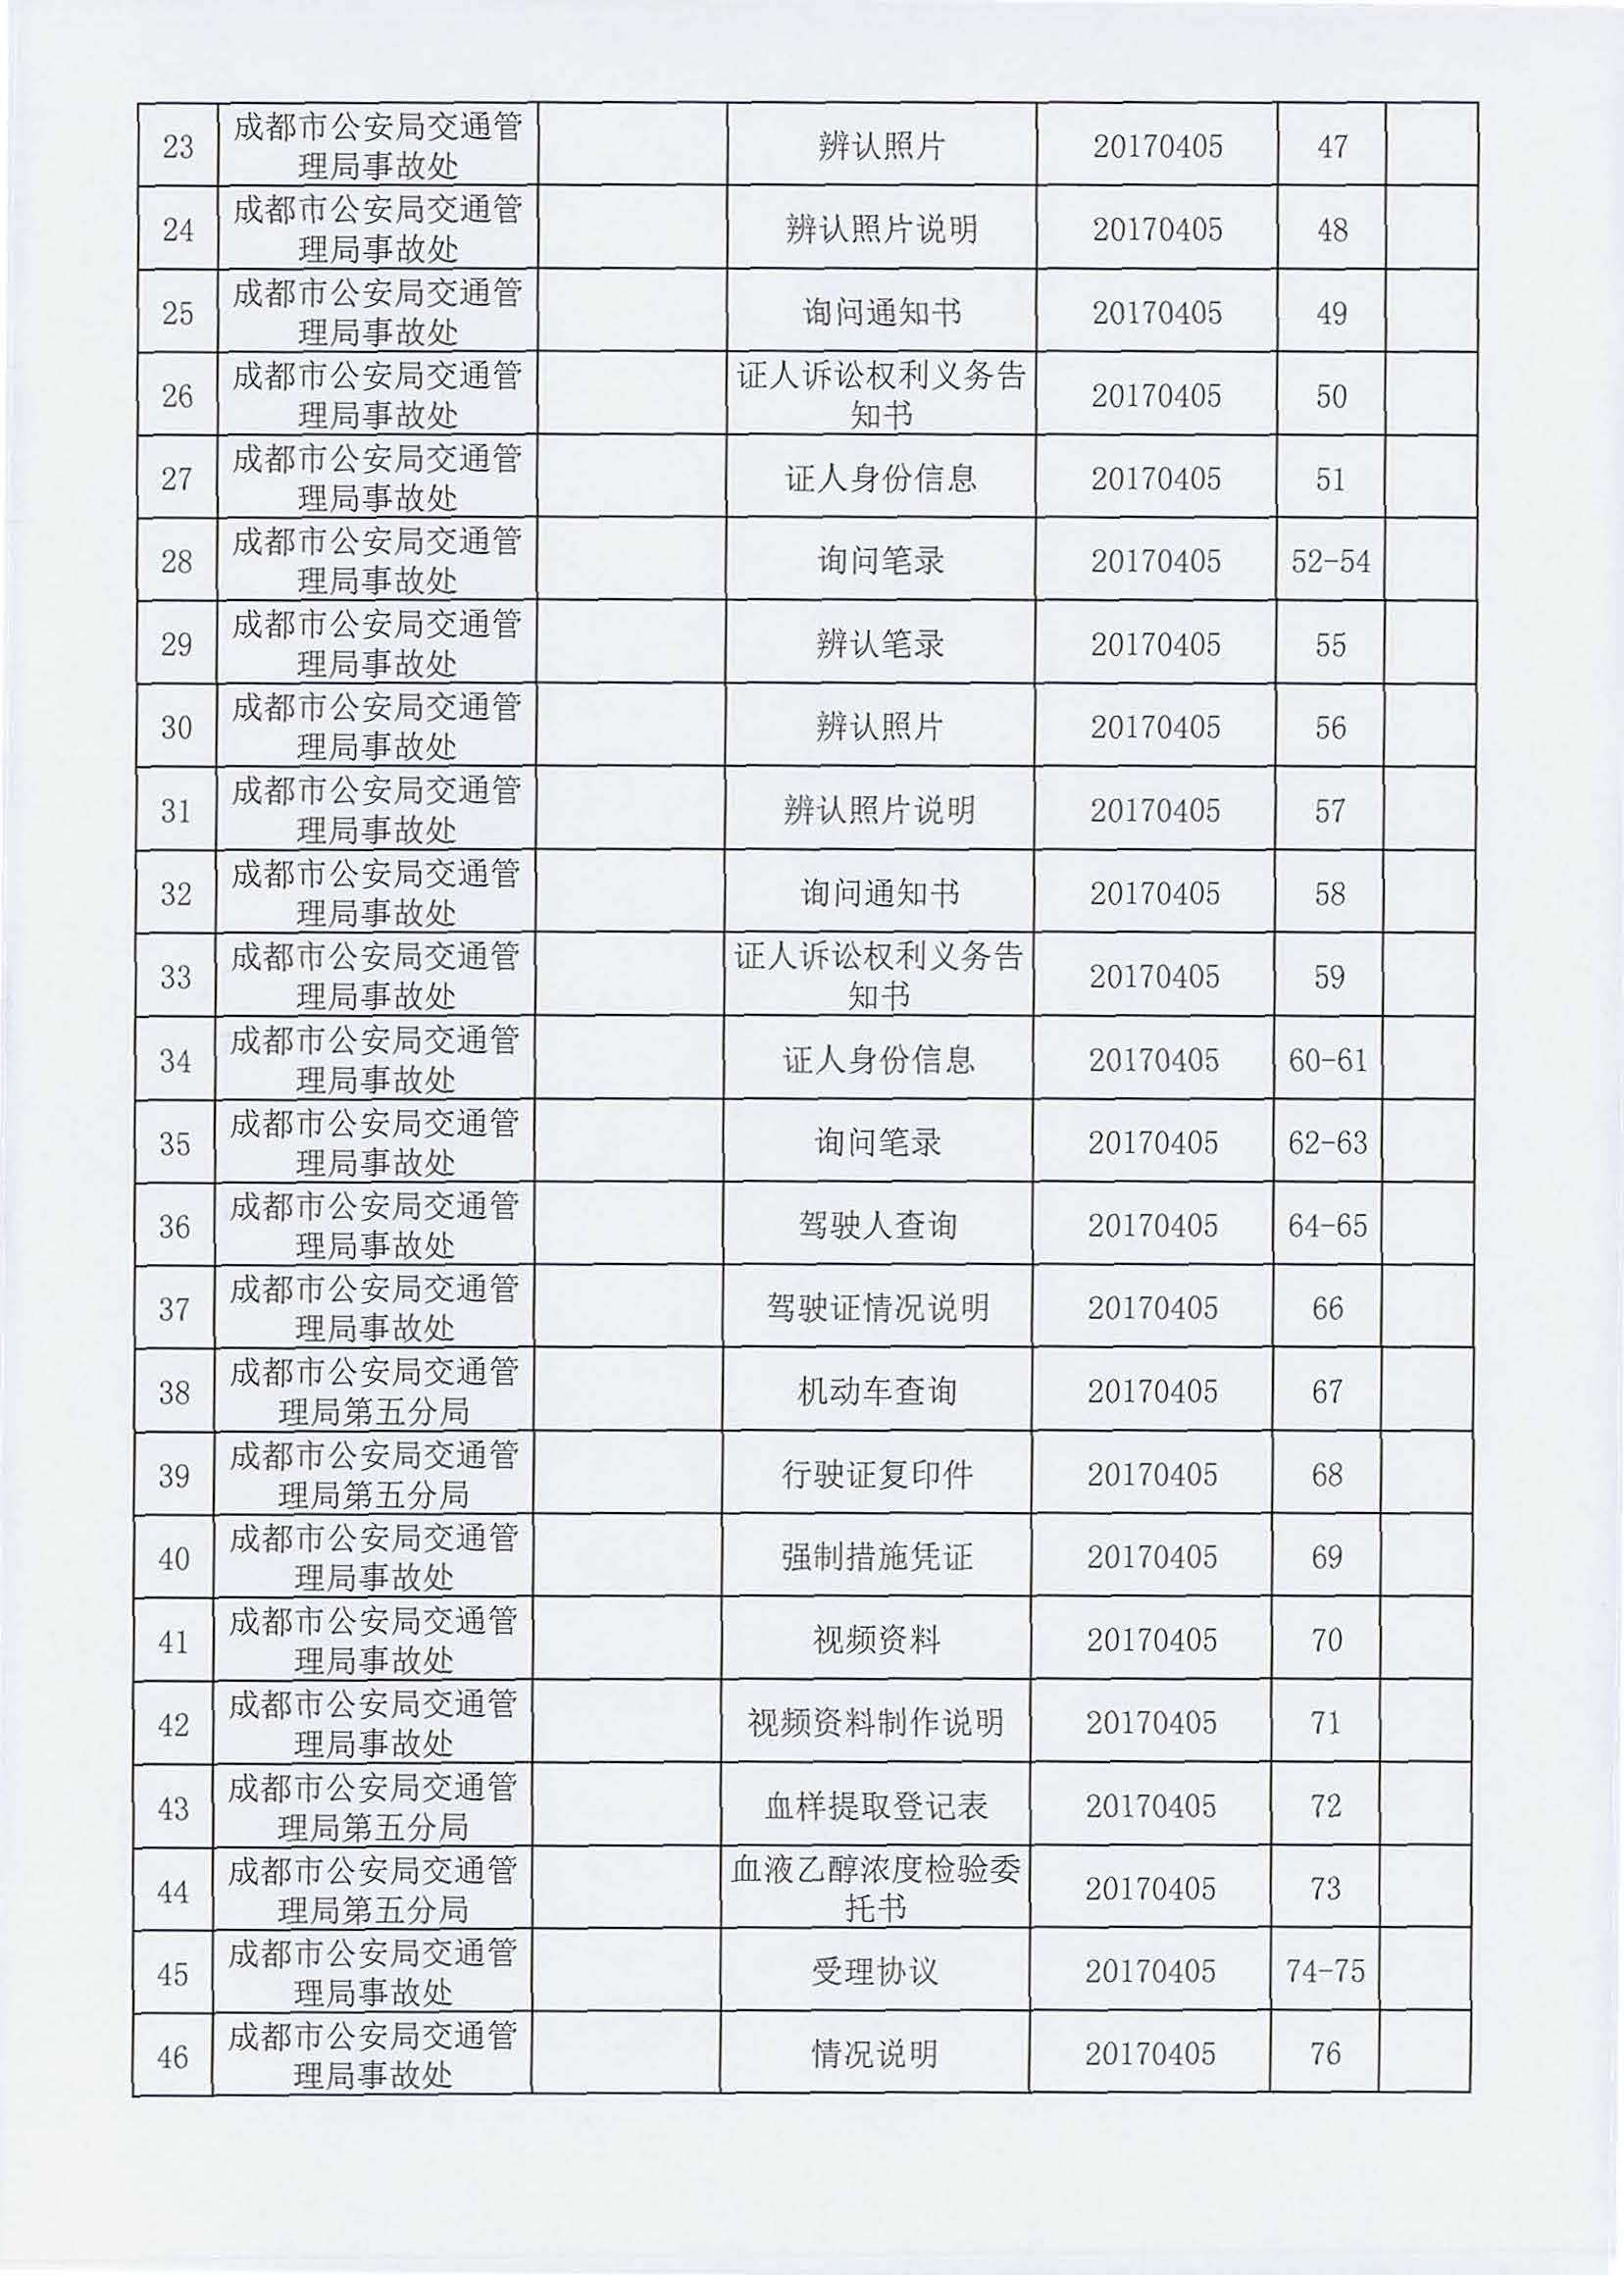 23 成都市公安局交通管 辨认照片 20170405 47
理局事故处
24 成都市公安局交通管 辨认照片说明 20170405 48
理局事故处
25 成都市公安局交通管 询问通知书 20170405 49
理局事故处
26 成都市公安局交通管 证人诉讼权利义务告 20170405 50
理局事故处 知书
27 成都市公安局交通管 证人身份信息 20170405 51
理局事故处
28 成都市公安局交通管 询问笔录 20170405 52-54
理局事故处
29 成都市公安局交通管 辨认笔录 20170405 55
理局事故处
30 成都市公安局交通管 辨认照片 20170405 56
理局事故处
31 成都市公安局交通管 辨认照片说明 20170405 57
理局事故处
32 成都市公安局交通管 询问通知书 20170405 58
理局事故处
33 成都市公安局交通管 证人诉讼权利义务告 20170405 59
理局事故处 知书
34 成都市公安局交通管 证人身份信息 20170405 60-61
理局事故处
35 成都市公安局交通管 询问笔录 20170405 62-63
理局事故处
36 成都市公安局交通管 驾驶人查询 20170405 64-65
理局事故处
37 成都市公安局交通管 驾驶证情况说明 20170405 66
理局事故处
38 成都市公安局交通管 机动车查询 20170405 67
理局第五分局
39 成都市公安局交通管 行驶证复印件 20170405 68
理局第五分局
40 成都市公安局交通管 强制措施凭证 20170405 69
理局事故处
41 成都市公安局交通管 视频资料 20170405 70
理局事故处
42 成都市公安局交通管 视频资料制作说明 20170405 71
理局事故处
43 成都市公安局交通管 血样提取登记表 20170405 72
理局第五分局
44 成都市公安局交通管 血液乙醇浓度检验委 20170405 73
理局第五分局 托书
45 成都市公安局交通管 受理协议 20170405 74-75
理局事故处
46 成都市公安局交通管 情况说明 20170405 76
理局事故处